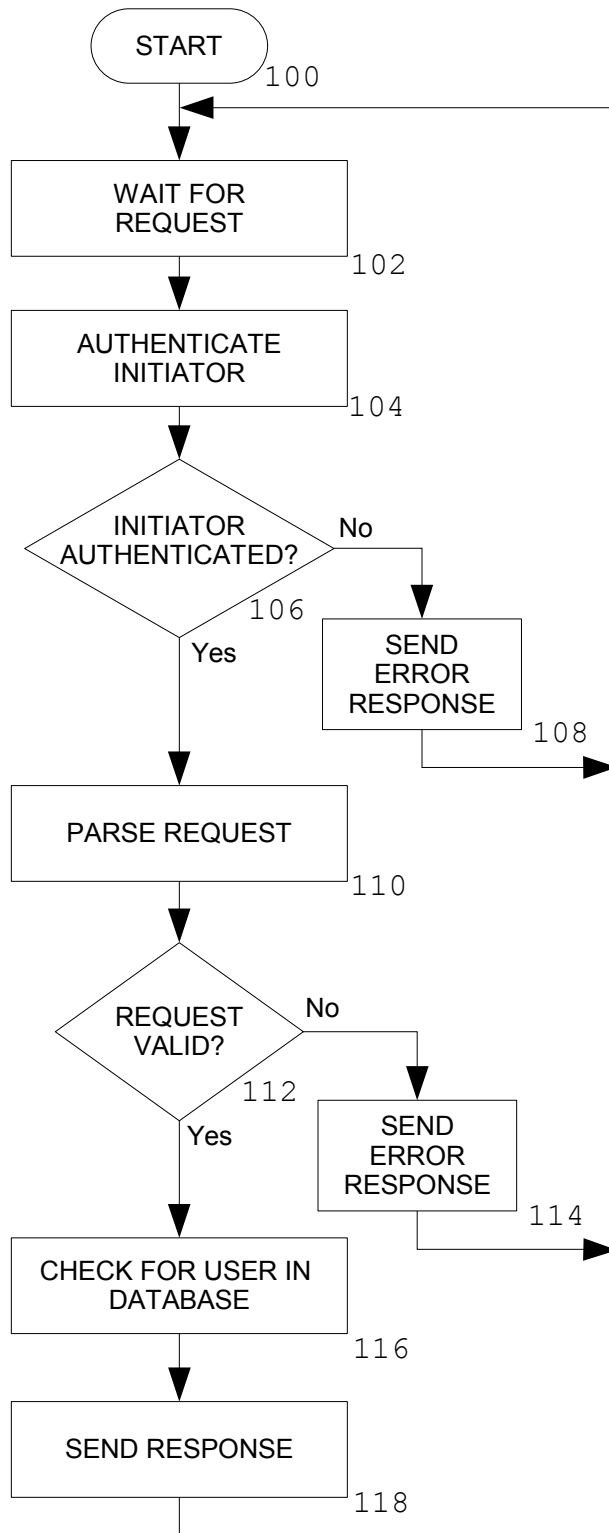 START
100
WAIT FOR
REQUEST
102
AUTHENTICATE
INITIATOR
104
INITIATOR
AUTHENTICATED?
No
106
Yes
SEND
ERROR
RESPONSE
108
PARSE REQUEST
110
REQUEST
VALID?
No
112
Yes
SEND
ERROR
RESPONSE
114
CHECK FOR USER IN
DATABASE
116
SEND RESPONSE
118